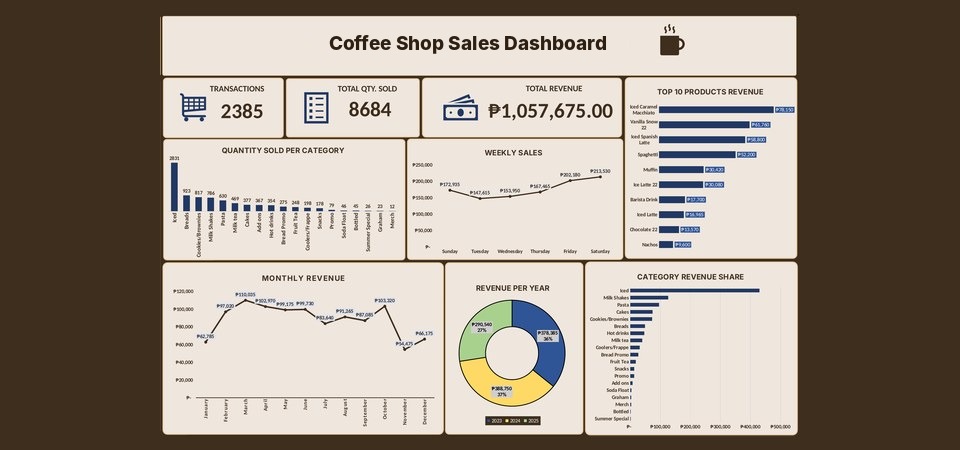 Coffee Shop Sales Dashboard
TRANSACTIONS
2385
TOTAL QTY. SOLD
8684
TOTAL REVENUE
₱1,057,675.00
TOP 10 PRODUCTS REVENUE
Iced Caramel
Macchiato
₱78,150
Vanilla Snow
22
₱61,760
Iced Spanish
Latte
₱58,800
Spaghetti
₱52,200
Muffin
₱30,420
Ice Latte 22
₱30,080
Barista Drink
₱17,700
Iced Latte
₱16,965
Chocolate 22
₱13,570
Nachos
₱9,600
QUANTITY SOLD PER CATEGORY
2831
923
817
786
630
469
377
367
354
275
248
198
178
79
46
45
26
23
12
Iced
Breads
Cookies/Brownies
Milk Shakes
Pasta
Milk tea
Cakes
Add ons
Hot drinks
Bread Promo
Fruit Tea
Coolers/Frappe
Snacks
Promo
Soda Float
Bottled
Summer Special
Graham
Merch
WEEKLY SALES
₱250,000
₱200,000
₱150,000
₱100,000
₱50,000
₱-
₱172,935
₱147,615
₱153,950
₱167,465
₱202,180
₱213,530
Sunday
Tuesday
Wednesday
Thursday
Friday
Saturday
MONTHLY REVENUE
₱120,000
₱100,000
₱80,000
₱60,000
₱40,000
₱20,000
₱-
₱62,785
₱97,020
₱110,035
₱102,970
₱99,175
₱99,730
₱83,640
₱91,265
₱87,085
₱103,320
₱54,475
₱66,175
January
February
March
April
May
June
July
August
September
October
November
December
REVENUE PER YEAR
₱290,540
27%
₱378,385
36%
₱388,750
37%
2023
2024
2025
CATEGORY REVENUE SHARE
Iced
Milk Shakes
Pasta
Cakes
Cookies/Brownies
Breads
Hot drinks
Milk tea
Coolers/Frappe
Bread Promo
Fruit Tea
Snacks
Promo
Add ons
Soda Float
Graham
Merch
Bottled
Summer Special
₱-
₱100,000
₱200,000
₱300,000
₱400,000
₱500,000